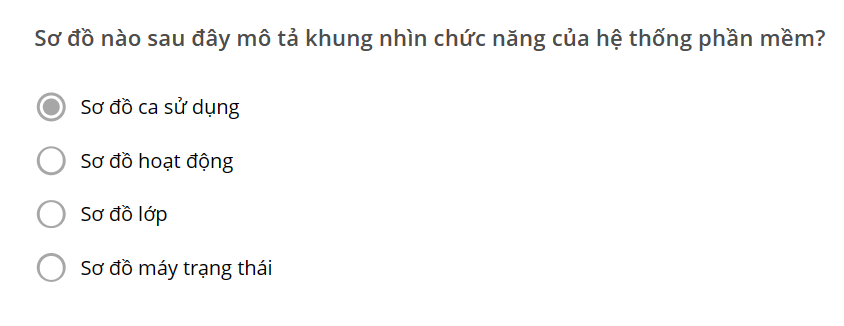 Sơ đồ nào sau đây mô tả khung nhìn chức năng của hệ thống phần mềm?
Sơ đồ ca sử dụng
Sơ đồ hoạt động
Sơ đồ lớp
Sơ đồ máy trạng thái